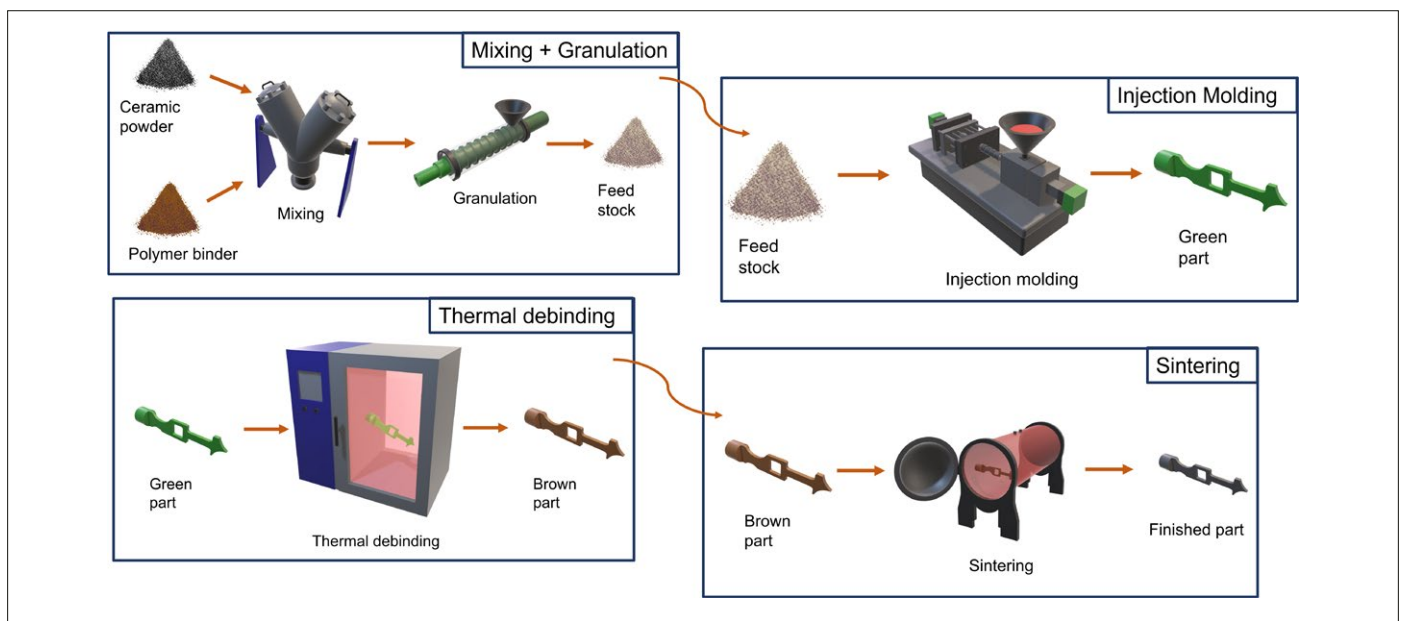 Mixing + Granulation
Ceramic
powder
Polymer binder
Mixing
Granulation
Feed
stock
Injection Molding
Feed
stock
Injection molding
Green
part
Thermal debinding
Green
part
Thermal debinding
Brown
part
Sintering
Brown
part
Sintering
Finished part